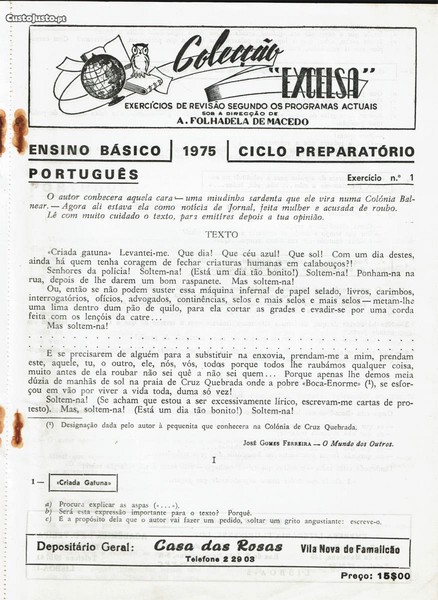 CustoJusto.pt
Colecção
"EXCELSA"
EXERCÍCIOS DE REVISÃO SEGUNDO OS PROGRAMAS ACTUAIS
SOB A DIRECÇÃO DE
A. FOLHADELA DE MACEDO
ENSINO BÁSICO | 1975 | CICLO PREPARATÓRIO
PORTUGUÊS
Exercício n.º 1
O autor conhecera aquela cara — uma miudinha sardenta que ele vira numa Colónia Bal-
near. — Agora ali estava ela como notícia de Jornal, feita mulher e acusada de roubo.
Lê com muito cuidado o texto, para emitires depois a tua opinião.
TEXTO
«Criada gatuna» Levantei-me. Que dia! Que céu azul! Que sol! Com um dia destes,
ainda há quem tenha coragem de fechar criaturas humanas em calabouços?!
Senhores da polícia! Soltem-na! (Está um dia tão bonito!) Soltem-na! Ponham-na na
rua, depois de lhe darem um bom raspanete. Mas soltem-na!
Ou, então se não podem suster essa máquina infernal de papel selado, livros, carimbos,
interrogatórios, ofícios, advogados, continências, selos e mais selos e mais selos — metam-lhe
uma lima dentro dum pão de quilo, para ela cortar as grades e evadir-se por uma corda
feita com os lençóis da catre...
Mas soltem-na!
E se precisarem de alguém para a substituir na enxovia, prendam-me a mim, prendam
este, aquele, tu, o outro, ele, nós, vós, todos porque todos lhe raubámos qualquer coisa,
muito antes de ela roubar não sei quê a não sei quem... Porque apenas lhe demos meia
dúzia de manhãs de sol na praia de Cruz Quebrada onde a pobre «Boca-Enorme» (¹), se esfor-
çou em vão por viver a vida toda, duma só vez!
Soltem-na! (Se acham que estou a ser excessivamente lírico, escrevam-me cartas de pro-
testo). Mas, soltem-na! (Está um dia tão bonito!) Soltem-na!
(¹) Designação dada pelo autor à pequenita que conhecera na Colónia de Cruz Quebrada.
JOSÉ GOMES FERREIRA — O Mundo dos Outros.
I
1 — «Criada Gatuna»
a) Procura explicar as aspas («...»).
b) Será esta expressão importante para o texto? Porquê.
c) É a propósito dela que o autor vai fazer um pedido, soltar um grito angustiante: escreve-o.
Depositário Geral: Casa das Rosas Vila Nova de Famalicão
Telefone 2 29 03
Preço: 15$00